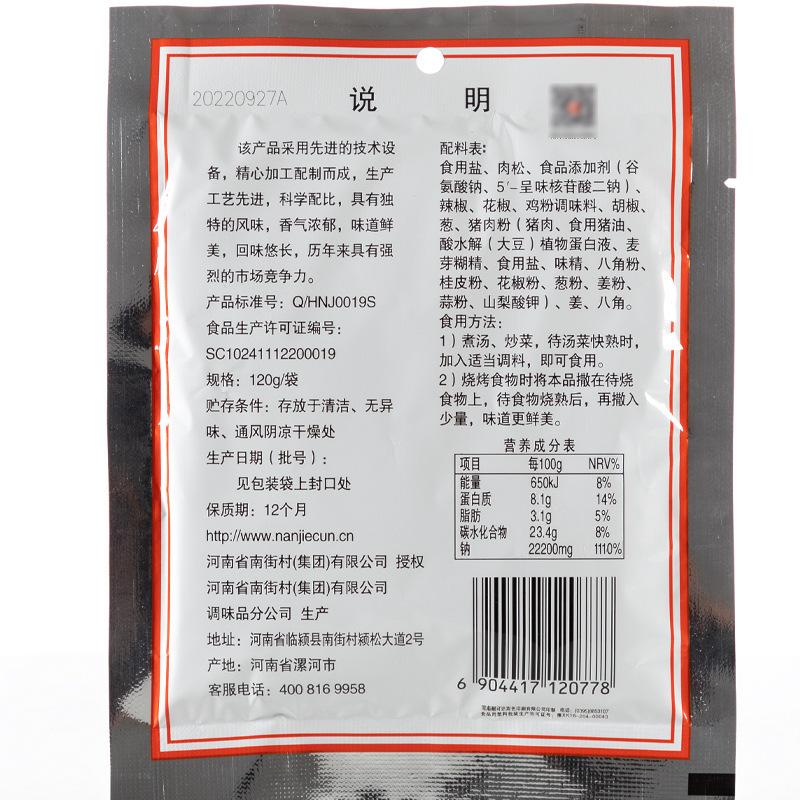 20220927A
说 明
该产品采用先进的技术设
备，精心加工配制而成，生产
工艺先进，科学配比，具有独
特的风味，香气浓郁，味道鲜
美，回味悠长，历年来具有强
烈的市场竞争力。
产品标准号：Q/HNJ0019S
食品生产许可证编号：
SC10241112200019
规格：120g/袋
贮存条件：存放于清洁、无异
味、通风阴凉干燥处
生产日期（批号）：
见包装袋上封口处
保质期：12个月
http://www.nanjiecun.cn
河南省南街村(集团)有限公司 授权
河南省南街村(集团)有限公司
调味品分公司 生产
地址：河南省临颍县南街村颍松大道2号
产地：河南省漯河市
客服电话：400 816 9958
配料表：
食用盐、肉松、食品添加剂（谷
氨酸钠、5′-呈味核苷酸二钠）、
辣椒、花椒、鸡粉调味料、胡椒、
葱、猪肉粉（猪肉、食用猪油、
酸水解（大豆）植物蛋白液、麦
芽糊精、食用盐、味精、八角粉、
桂皮粉、花椒粉、葱粉、姜粉、
蒜粉、山梨酸钾）、姜、八角。
食用方法：
1）煮汤、炒菜，待汤菜快熟时，
加入适当调料，即可食用。
2）烧烤食物时将本品撒在待烧
食物上，待食物烧熟后，再撒入
少量，味道更鲜美。
营养成分表
项目 每100g NRV%
能量 650kJ 8%
蛋白质 8.1g 14%
脂肪 3.1g 5%
碳水化合物 23.4g 8%
钠 22200mg 1110%
6 904417 120778